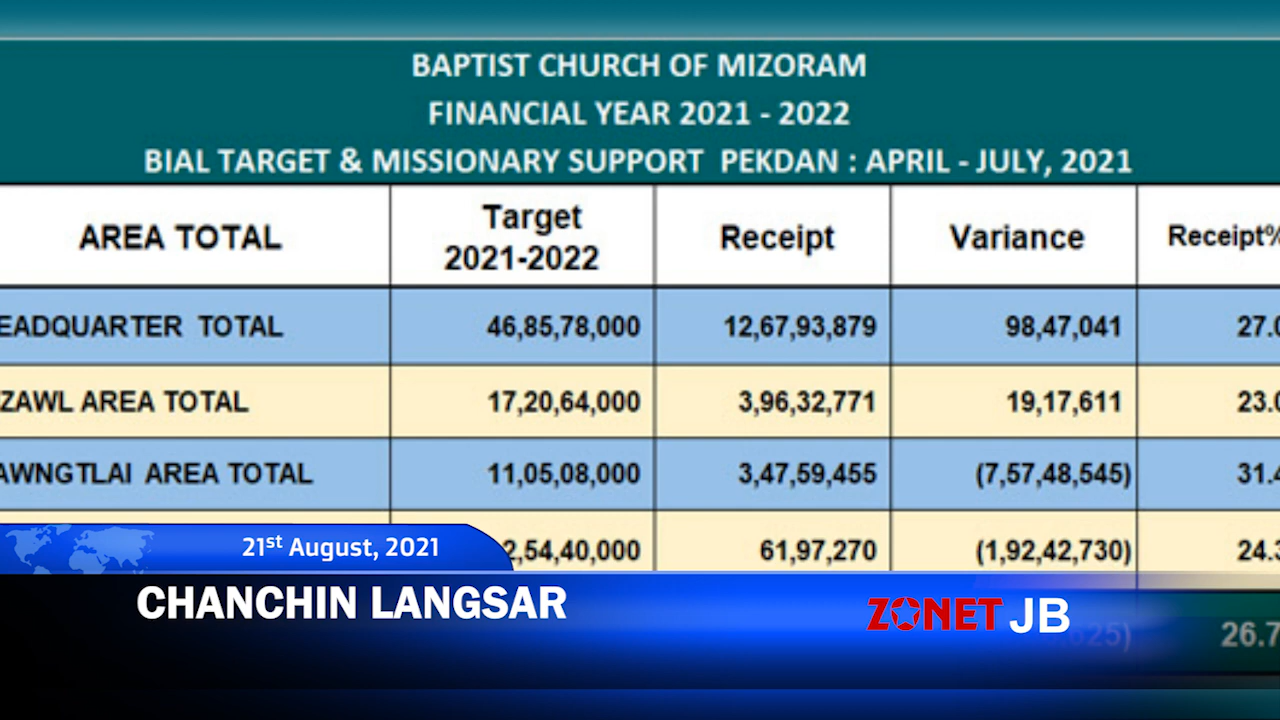 BAPTIST CHURCH OF MIZORAM
FINANCIAL YEAR 2021 - 2022
BIAL TARGET & MISSIONARY SUPPORT PEKDAN : APRIL - JULY, 2021
AREA TOTAL Target 2021-2022 Receipt Variance Receipt%
EADQUARTER TOTAL 46,85,78,000 12,67,93,879 98,47,041 27.0
ZAWL AREA TOTAL 17,20,64,000 3,96,32,771 19,17,611 23.0
AWNGTLAI AREA TOTAL 11,05,08,000 3,47,59,455 (7,57,48,545) 31.4
2,54,40,000 61,97,270 (1,92,42,730) 24.3
21st August, 2021
CHANCHIN LANGSAR
ZONET JB
625) 26.7